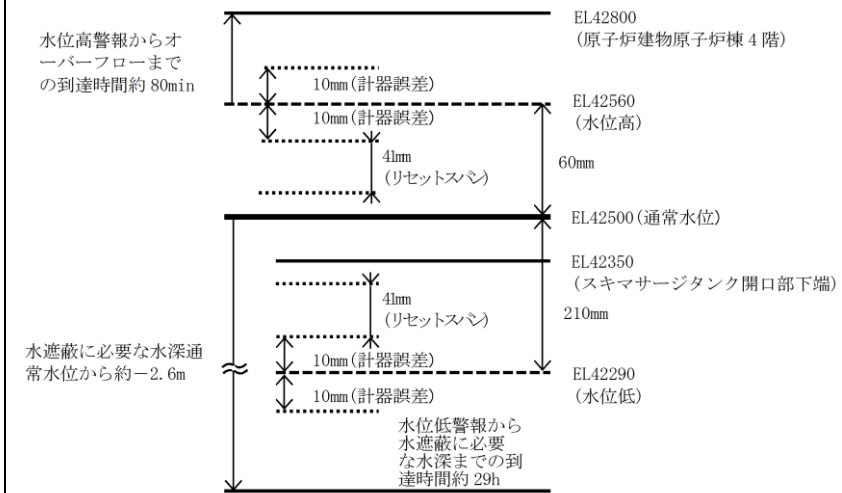 水位高警報からオ
ーバーフローまで
の到達時間約 80min
EL42800
(原子炉建物原子炉棟 4 階)
10mm(計器誤差)
10mm(計器誤差)
EL42560
(水位高)
41mm
(リセットスパン)
60mm
EL42500(通常水位)
EL42350
(スキマサージタンク開口部下端)
41mm
(リセットスパン)
210mm
水遮蔽に必要な水深通
常水位から約－2.6m
10mm(計器誤差)
10mm(計器誤差)
EL42290
(水位低)
水位低警報から
水遮蔽に必要
な水深までの到
達時間約 29h